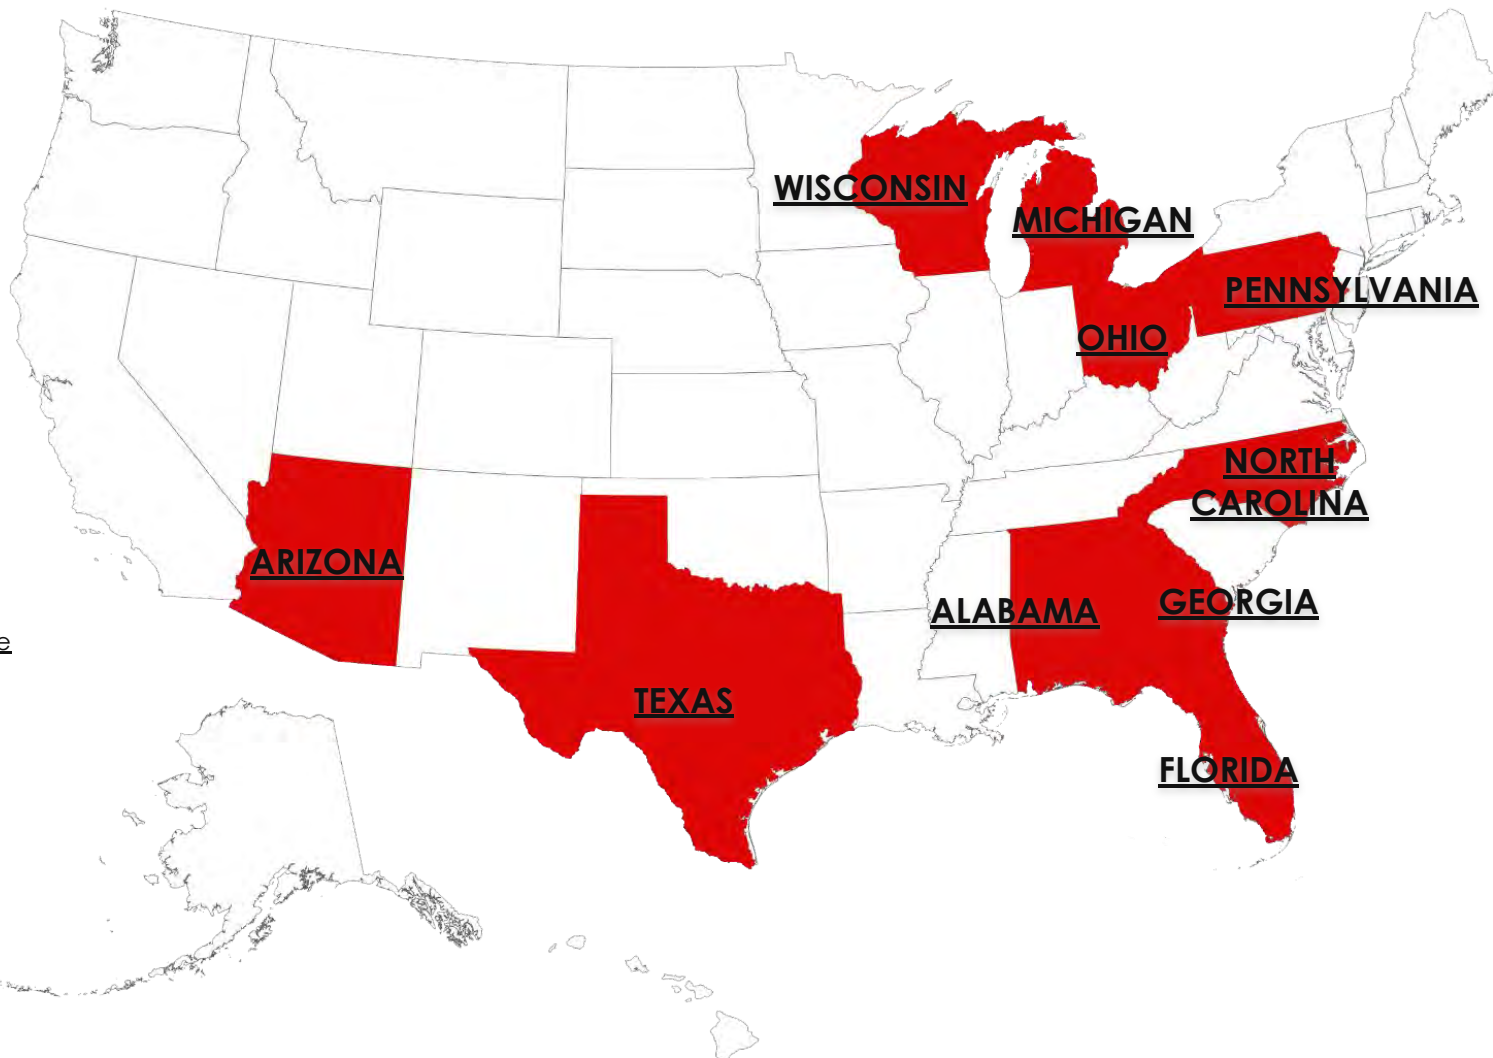 WISCONSIN
MICHIGAN
PENNSYLVANIA
OHIO
NORTH
CAROLINA
ARIZONA
ALABAMA
GEORGIA
e
TEXAS
FLORIDA